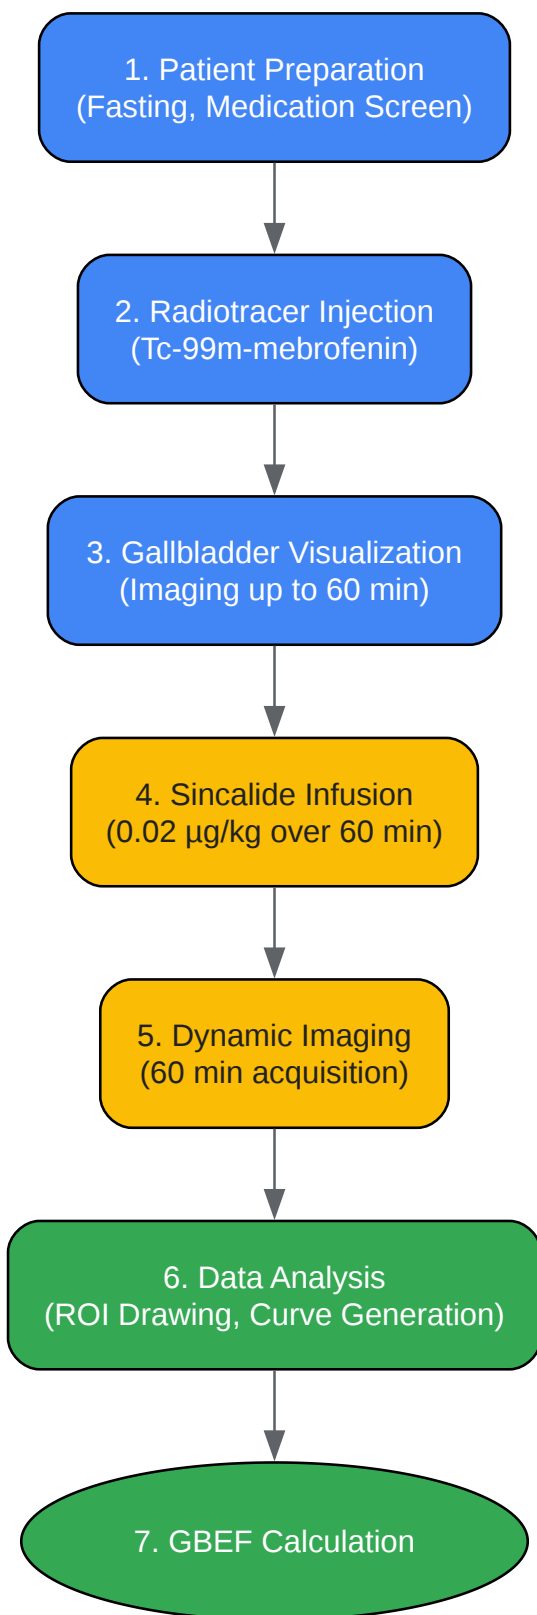 1. Patient Preparation
(Fasting, Medication Screen)
2. Radiotracer Injection
(Tc-99m-mebrofenin)
3. Gallbladder Visualization
(Imaging up to 60 min)
4. Sincalide Infusion
(0.02 µg/kg over 60 min)
5. Dynamic Imaging
(60 min acquisition)
6. Data Analysis
(ROI Drawing, Curve Generation)
7. GBEF Calculation